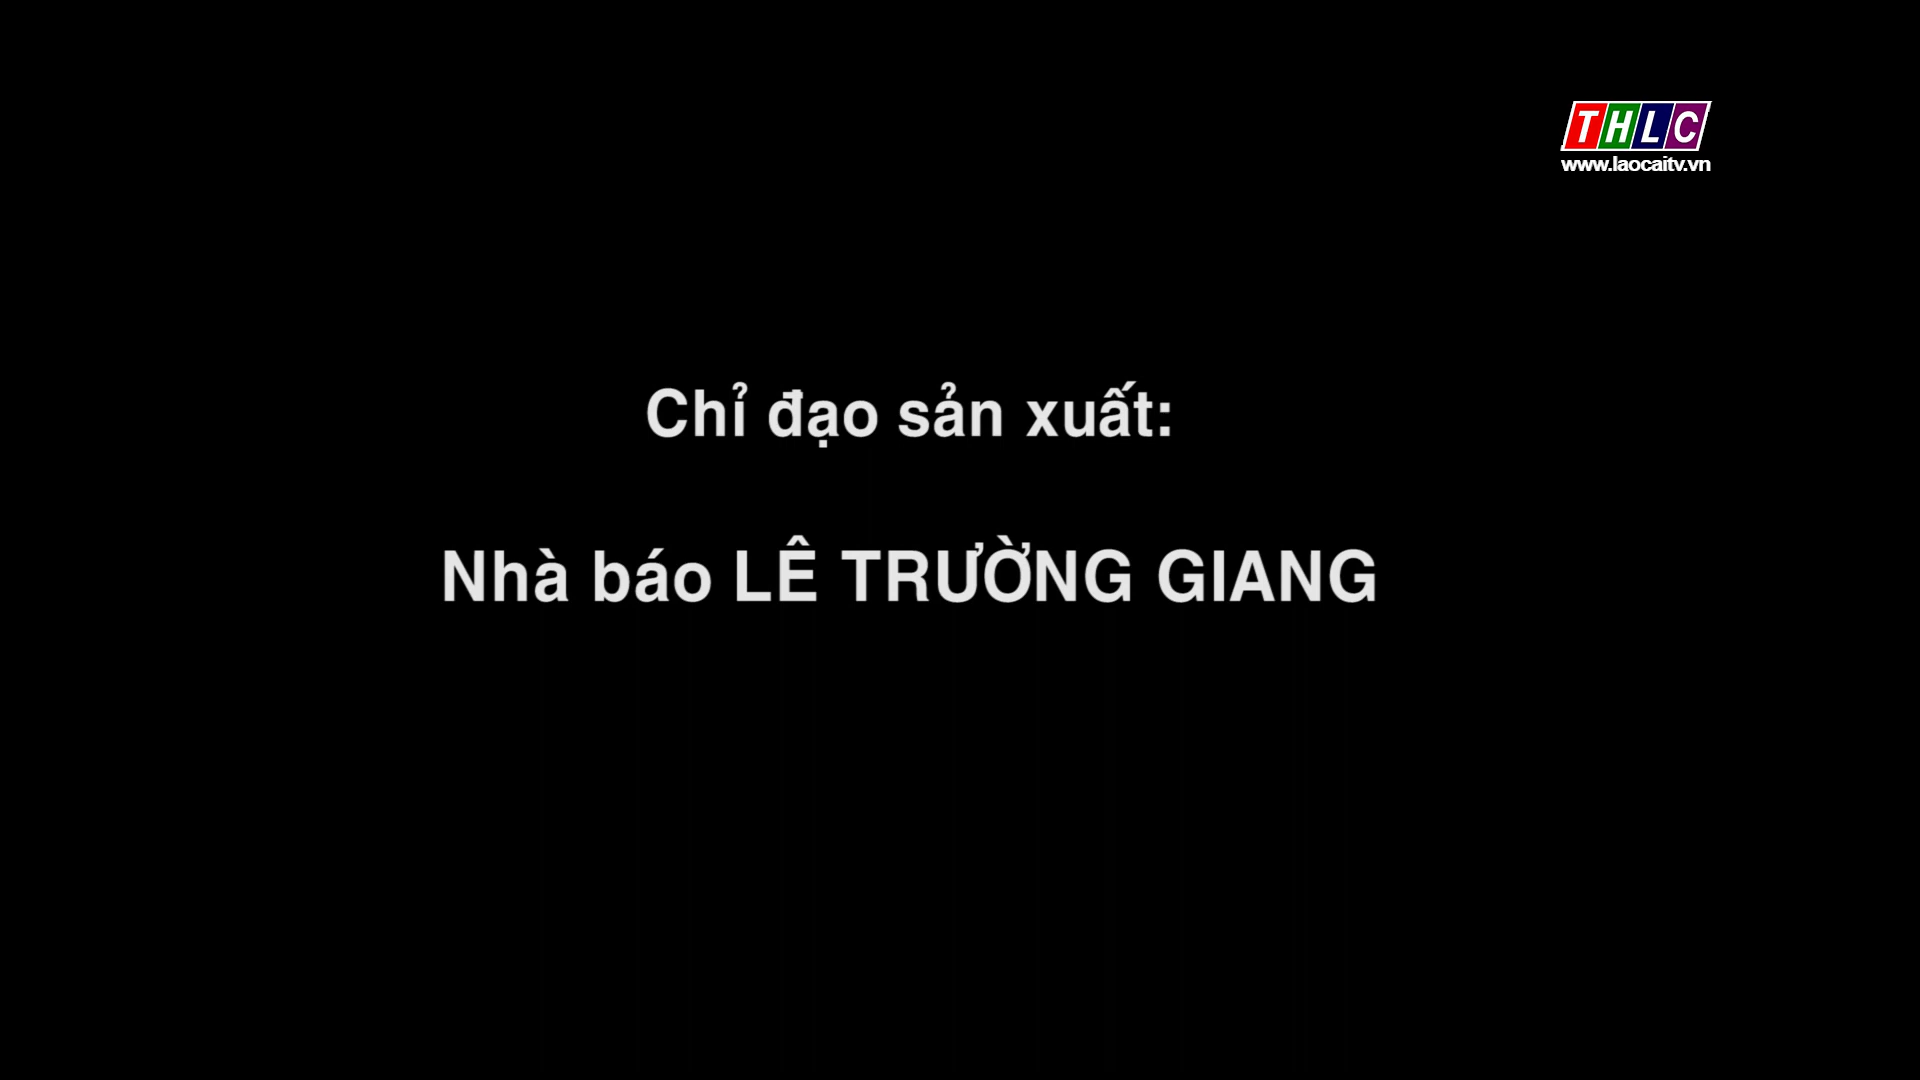 THLC
www.laocaitv.vn
Chỉ đạo sản xuất:
Nhà báo LÊ TRƯỜNG GIANG